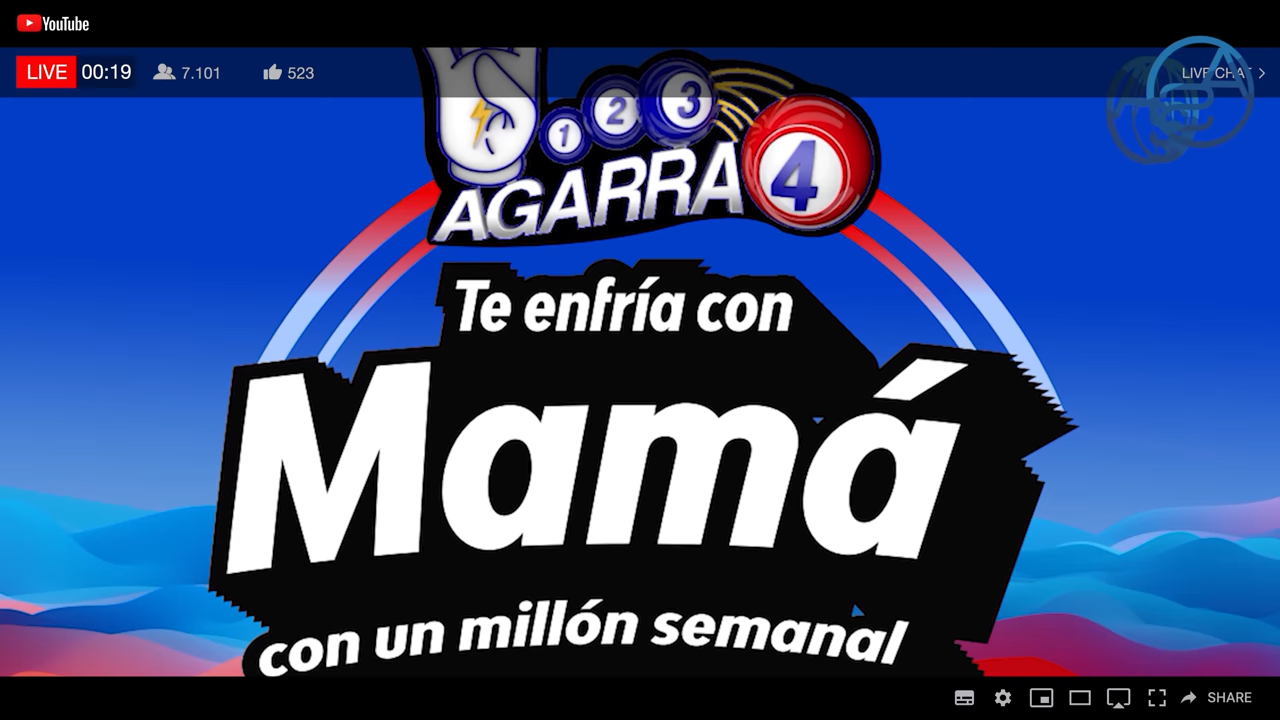 YouTube
LIVE 00:19 7.101 523 LIVE CHAT
1 2 3 4
AGARRA
Te enfría con
Mamá
con un millón semanal
SHARE